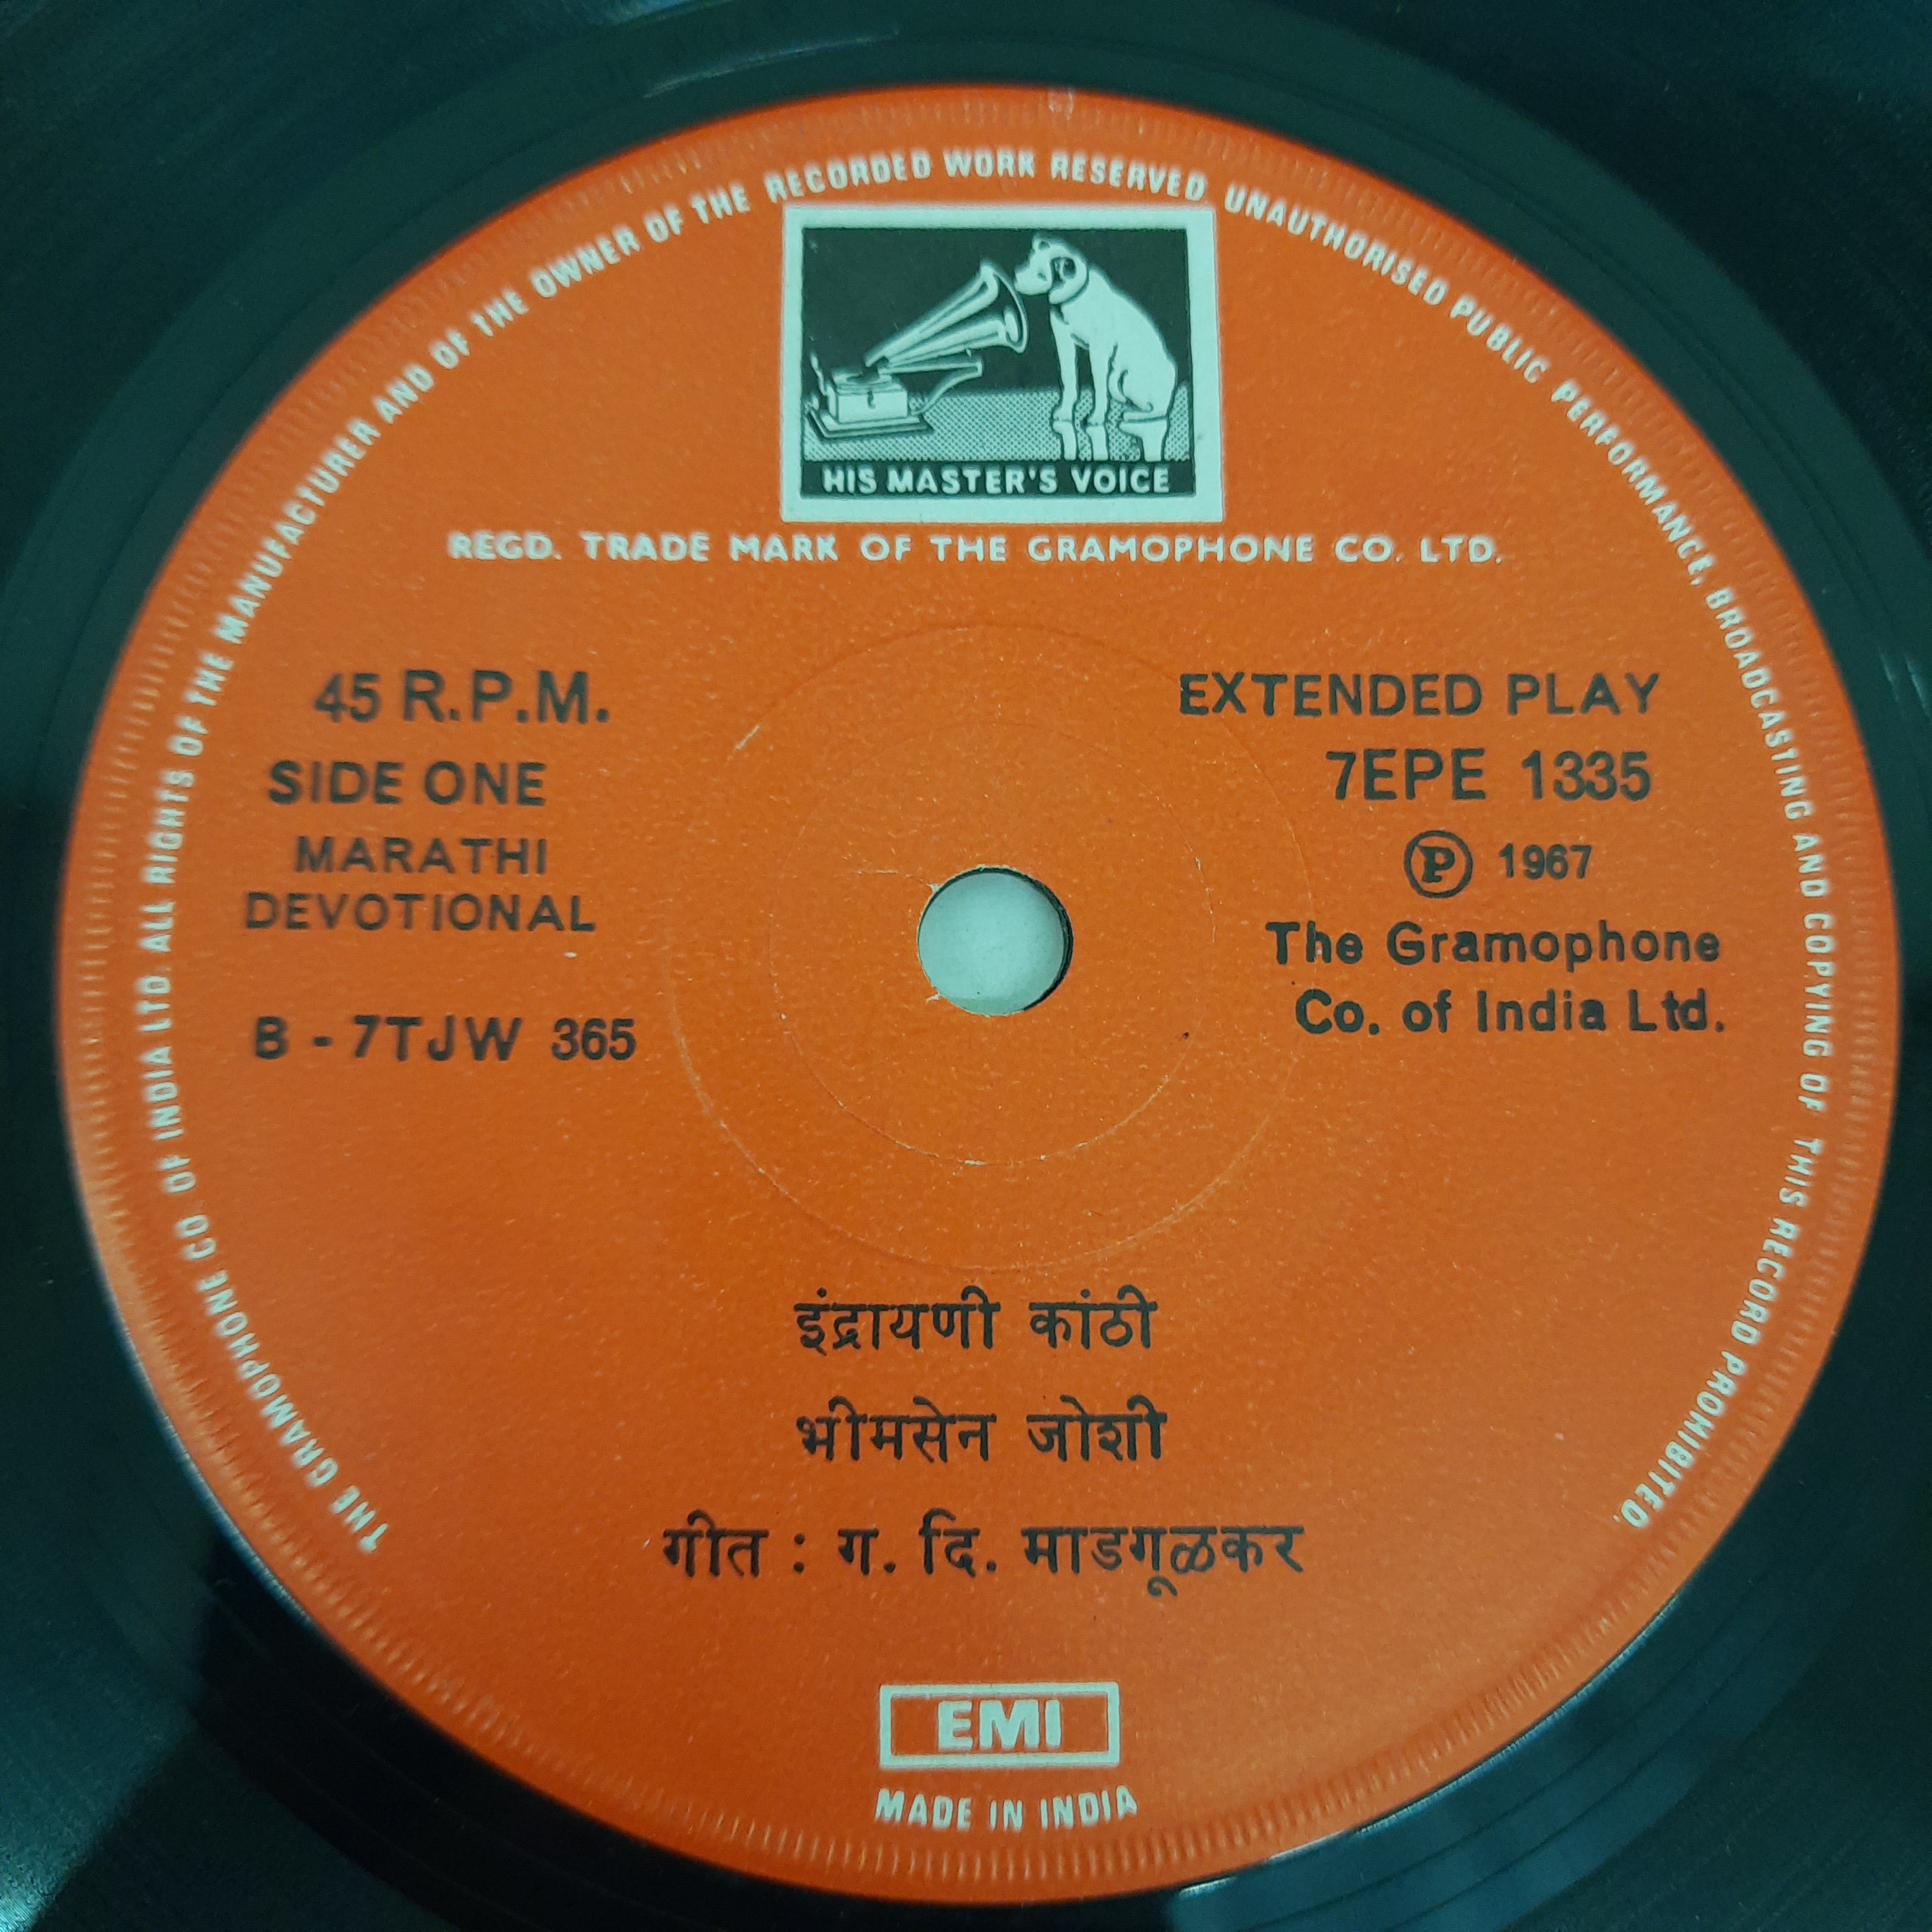 THE GRAMOPHONE CO. OF INDIA LTD. ALL RIGHTS OF THE MANUFACTURER AND OF THE OWNER OF THE RECORDED WORK RESERVED. UNAUTHORISED PUBLIC PERFORMANCE, BROADCASTING AND COPYING OF THIS RECORD PROHIBITED.
HIS MASTER'S VOICE
REGD. TRADE MARK OF THE GRAMOPHONE CO. LTD.
45 R.P.M.
SIDE ONE
MARATHI
DEVOTIONAL
B - 7TJW 365
EXTENDED PLAY
7EPE 1335
Ⓟ 1967
The Gramophone
Co. of India Ltd.
इंद्रायणी कांठी
भीमसेन जोशी
गीत : ग. दि. माडगूळकर
EMI
MADE IN INDIA